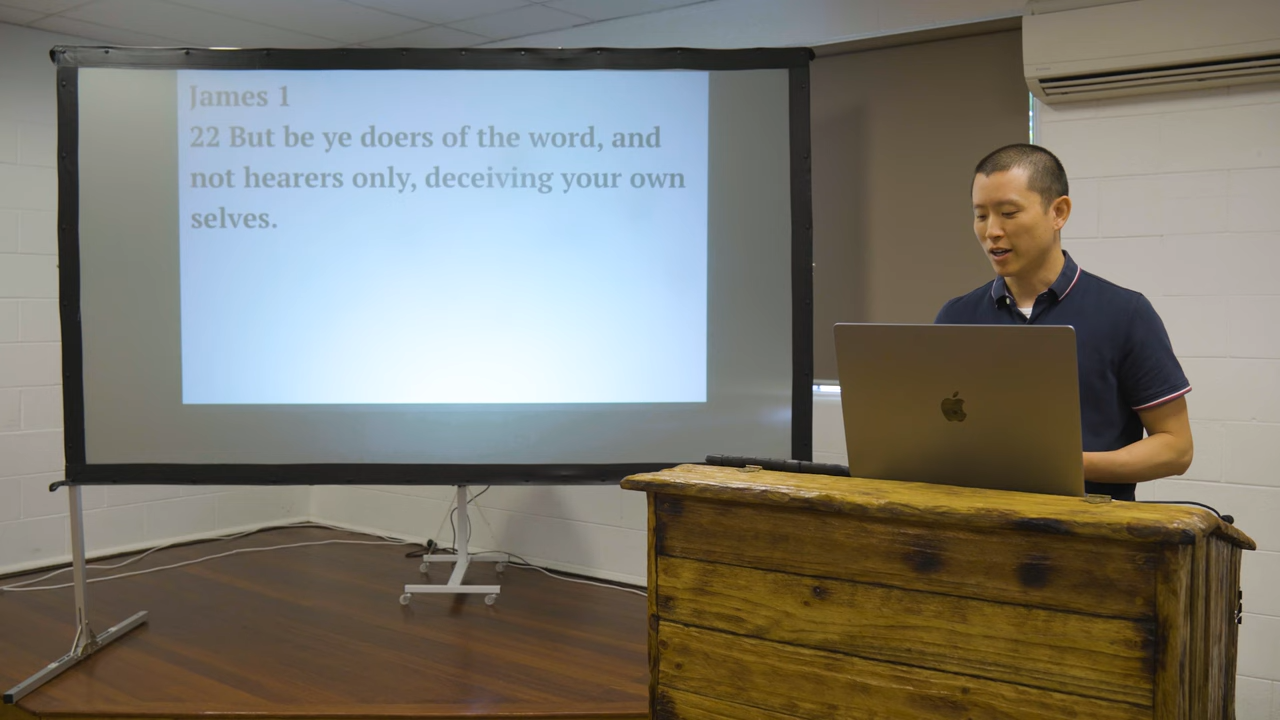 James 1
22 But be ye doers of the word, and
not hearers only, deceiving your own
selves.